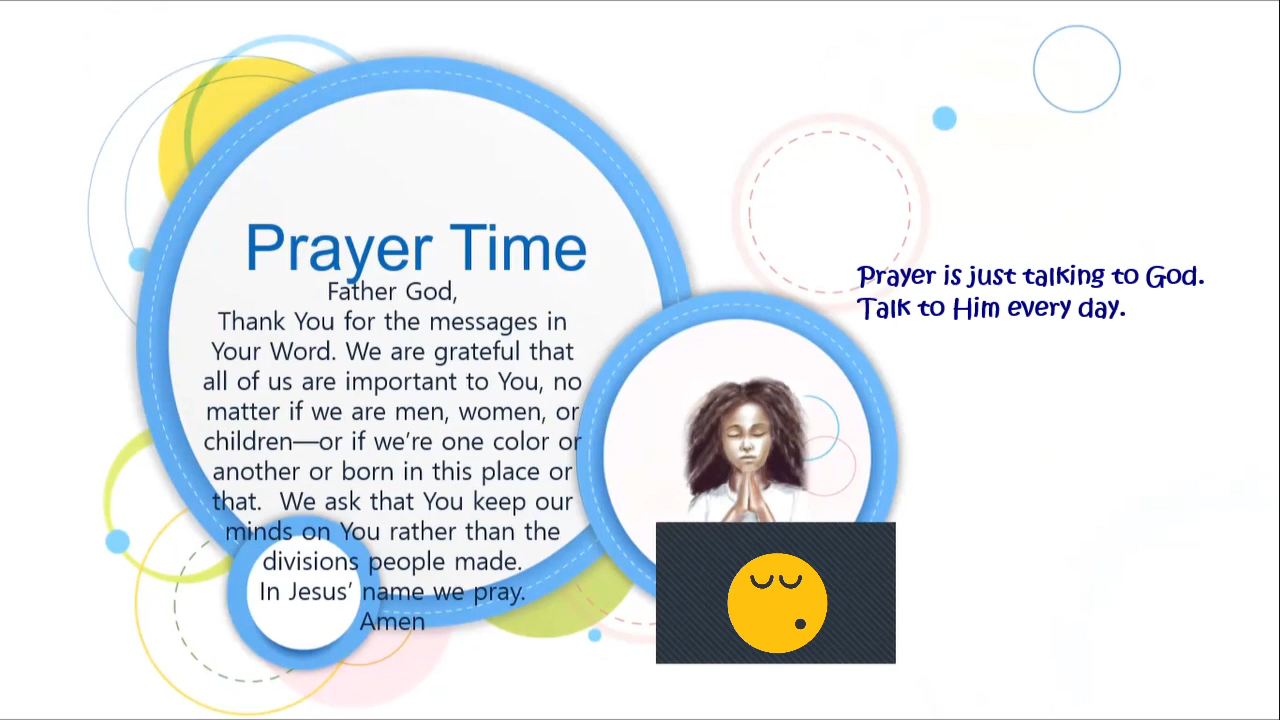 Prayer Time
Father God,
Thank You for the messages in
Your Word. We are grateful that
all of us are important to You, no
matter if we are men, women, or
children—or if we’re one color or
another or born in this place or
that.  We ask that You keep our
minds on You rather than the
divisions people made.
In Jesus’ name we pray.
Amen
Prayer is just talking to God.
Talk to Him every day.